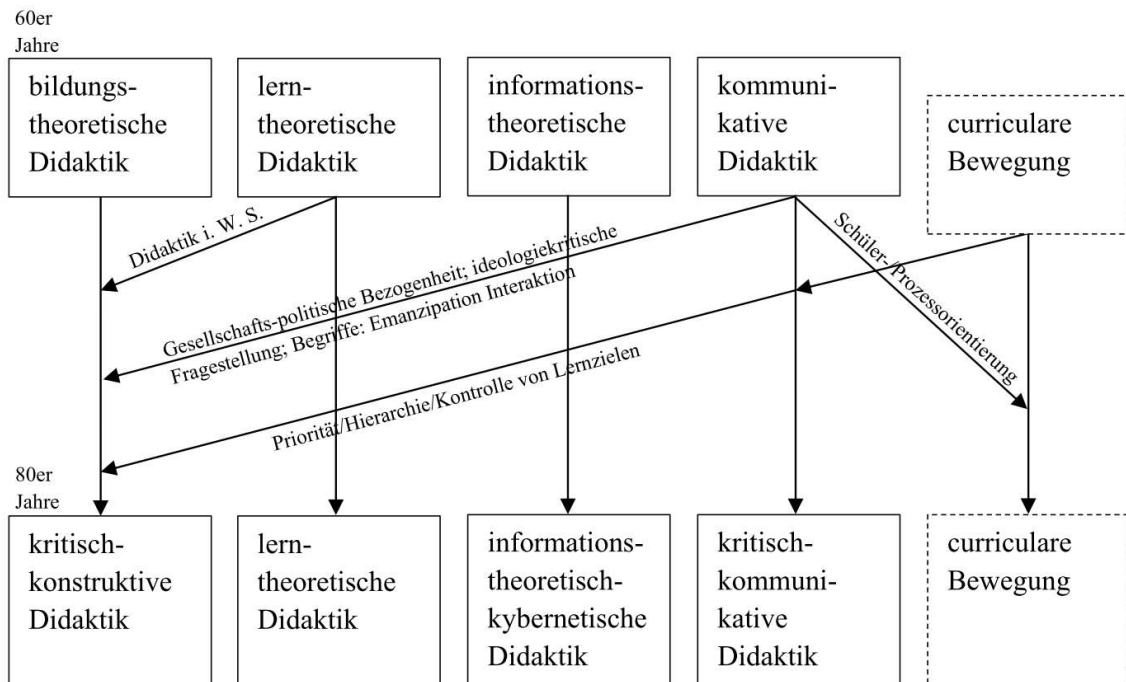 60er
Jahre
bildungs-
theoretische
Didaktik
lern-
theoretische
Didaktik
informations-
theoretische
Didaktik
kommuni-
kative
Didaktik
curriculare
Bewegung
Didaktik i. W. S.
Gesellschafts-politische Bezogenheit; ideologiekritische
Fragestellung; Begriffe: Emanzipation Interaktion
Schüler-/Prozessorientierung
Priorität/Hierarchie/Kontrolle von Lernzielen
80er
Jahre
kritisch-
konstruktive
Didaktik
lern-
theoretische
Didaktik
informations-
theoretisch-
kybernetische
Didaktik
kritisch-
kommuni-
kative
Didaktik
curriculare
Bewegung